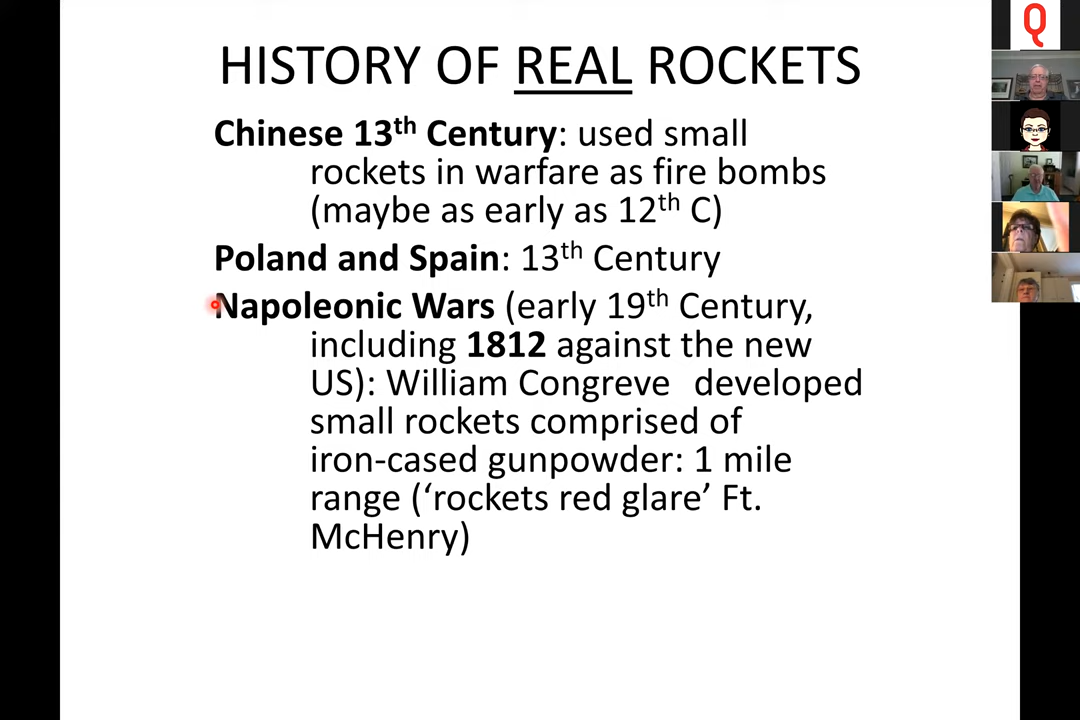 Q
HISTORY OF REAL ROCKETS
Chinese 13th Century: used small
rockets in warfare as fire bombs
(maybe as early as 12th C)
Poland and Spain: 13th Century
Napoleonic Wars (early 19th Century,
including 1812 against the new
US): William Congreve developed
small rockets comprised of
iron-cased gunpowder: 1 mile
range (‘rockets red glare’ Ft.
McHenry)